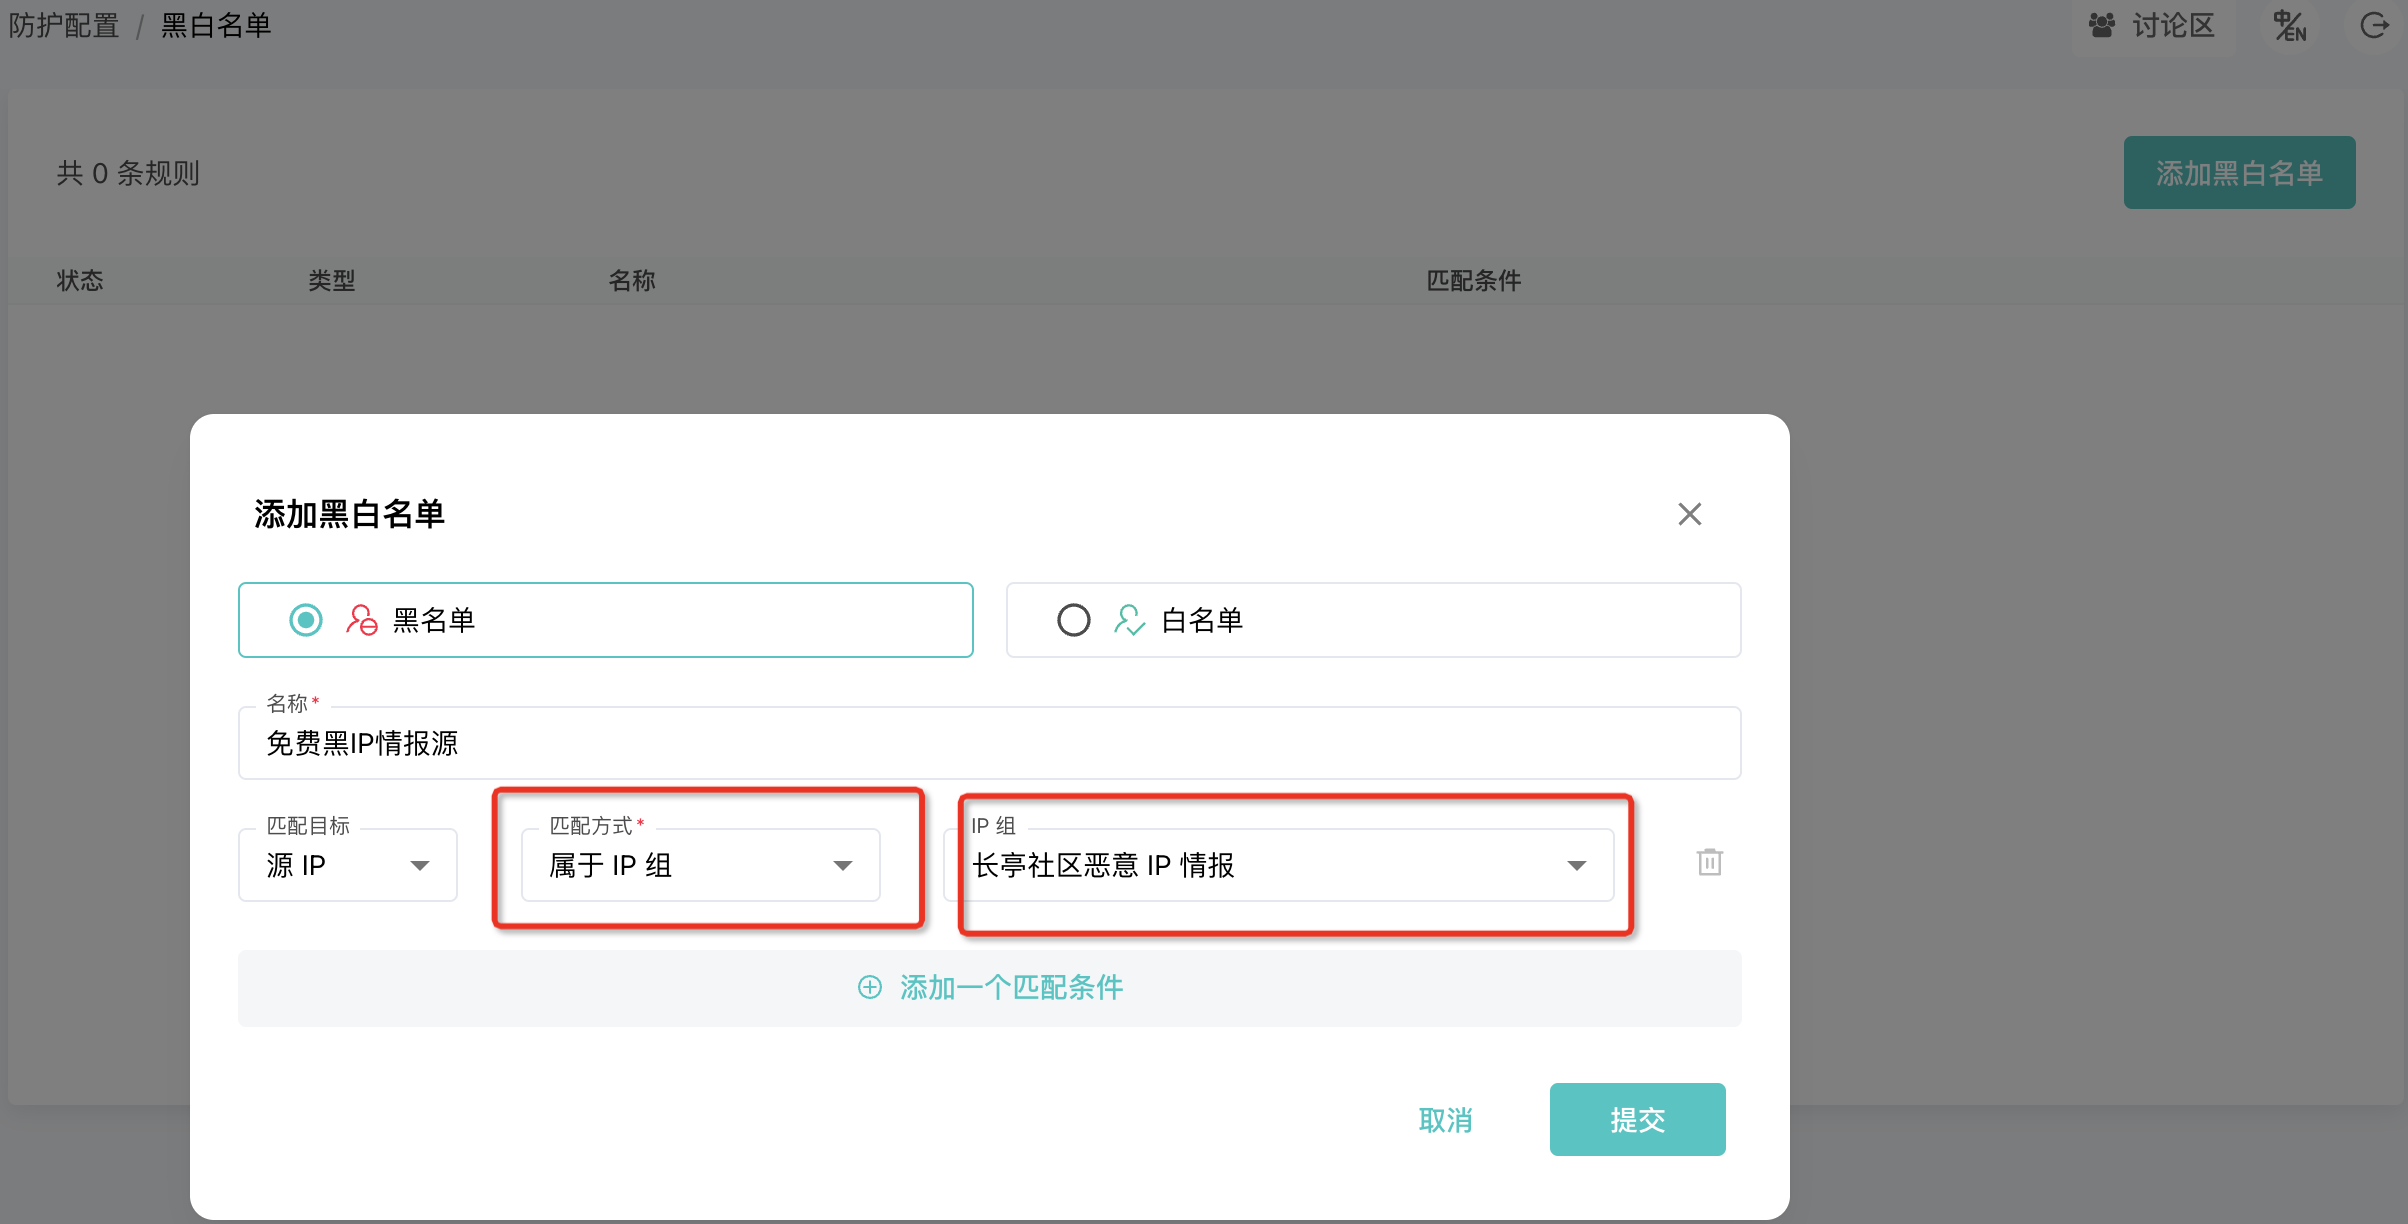 防护配置 / 黑白名单
讨论区
中/EN
共 0 条规则
添加黑白名单
状态 类型 名称 匹配条件
添加黑白名单
黑名单
白名单
名称 *
免费黑IP情报源
匹配目标
源 IP
匹配方式 *
属于 IP 组
IP 组
长亭社区恶意 IP 情报
添加一个匹配条件
取消
提交